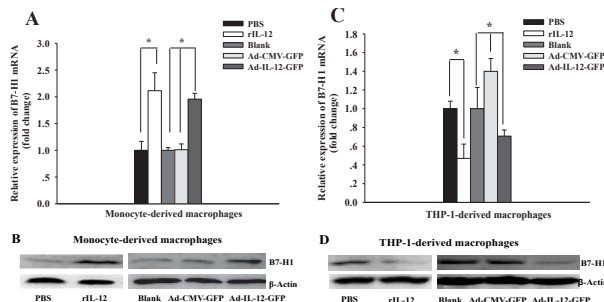 A
Relative expression of B7-H1 mRNA
(fold change)
3.0
2.5
2.0
1.5
1.0
.5
0.0
*
*
PBS
rIL-12
Blank
Ad-CMV-GFP
Ad-IL-12-GFP
Monocyte-derived macrophages
C
Relative expression of B7-H1 mRNA
(fold change)
1.8
1.6
1.4
1.2
1.0
.8
.6
.4
.2
0.0
*
*
PBS
rIL-12
Blank
Ad-CMV-GFP
Ad-IL-12-GFP
THP-1-derived macrophages
B
Monocyte-derived macrophages
B7-H1
β-Actin
PBS
rIL-12
Blank
Ad-CMV-GFP
Ad-IL-12-GFP
D
THP-1-derived macrophages
B7-H1
β-Actin
PBS
rIL-12
Blank
Ad-CMV-GFP
Ad-IL-12-GFP